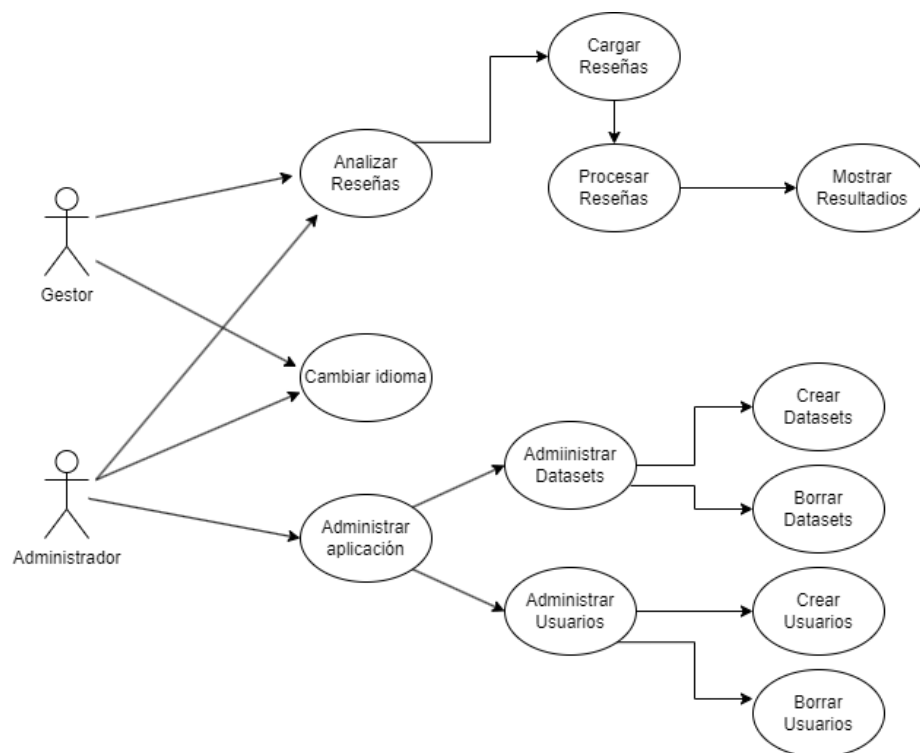 Cargar
Reseñas
Analizar
Reseñas
Procesar
Reseñas
Mostrar
Resultadios
Gestor
Cambiar idioma
Crear
Datasets
Admiinistrar
Datasets
Borrar
Datasets
Administrador
Administrar
aplicación
Administrar
Usuarios
Crear
Usuarios
Borrar
Usuarios